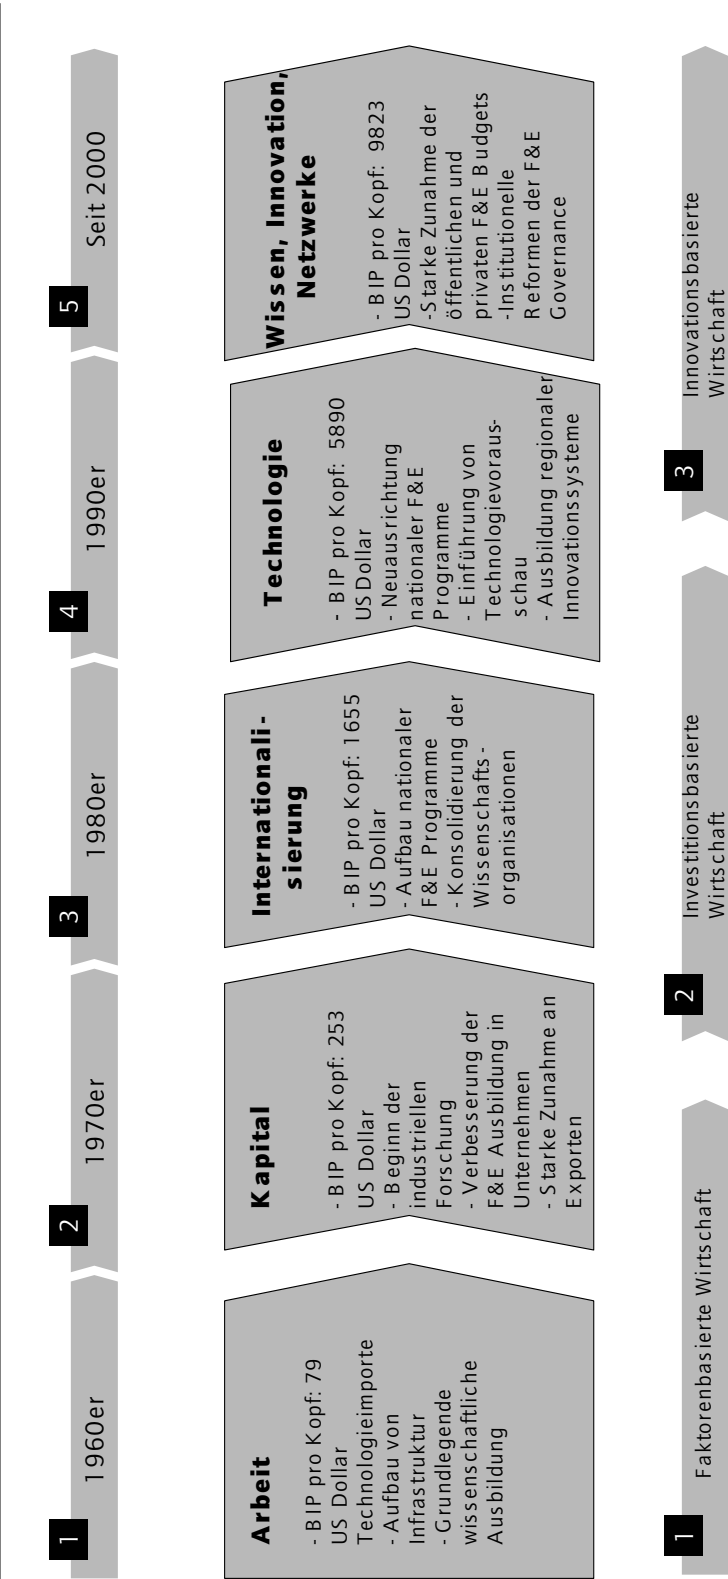 1
1960er
2
1970er
3
1980er
4
1990er
5
Seit 2000
Arbeit
- BIP pro Kopf: 79
US Dollar
Technologieimporte
- Aufbau von
Infrastruktur
- Grundlegende
wissenschaftliche
Ausbildung
Kapital
- BIP pro Kopf: 253
US Dollar
- Beginn der
industriellen
Forschung
- Verbesserung der
F&E Ausbildung in
Unternehmen
- Starke Zunahme an
Exporten
Internationali-
sierung
- BIP pro Kopf: 1655
US Dollar
- Aufbau nationaler
F&E Programme
- Konsolidierung der
Wissenschafts-
organisationen
Technologie
- BIP pro Kopf: 5890
US Dollar
- Neuausrichtung
nationaler F&E
Programme
- Einführung von
Technologievoraus-
schau
- Ausbildung regionaler
Innovationssysteme
Wissen, Innovation,
Netzwerke
- BIP pro Kopf: 9823
US Dollar
-Starke Zunahme der
öffentlichen und
privaten F&E Budgets
-Institutionelle
Reformen der F&E
Governance
1
Faktorenbasierte Wirtschaft
2
Investitionsbasierte
Wirtschaft
3
Innovationsbasierte
Wirtschaft